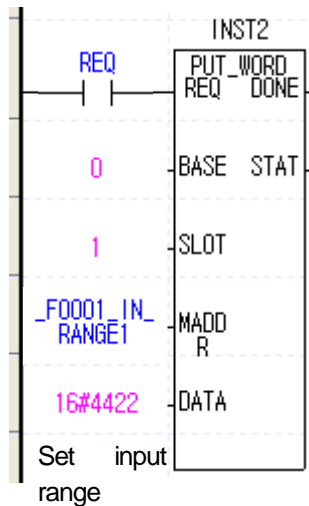 INST2
REQ
PUT_WORD
REQ DONE
0
BASE STAT
1
SLOT
_F0001_IN_
RANGE1
MADD
R
16#4422
DATA
Set input
range